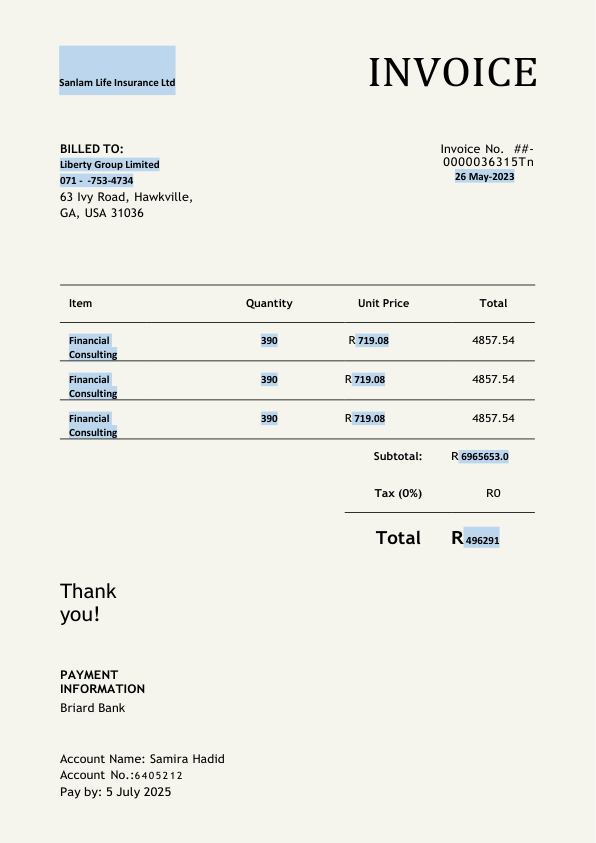 Sanlam Life Insurance Ltd
INVOICE
BILLED TO:
Liberty Group Limited
071 - -753-4734
63 Ivy Road, Hawkville,
GA, USA 31036
Invoice No. ##-
0000036315Tn
26 May-2023
Item Quantity Unit Price Total
Financial Consulting 390 R 719.08 4857.54
Financial Consulting 390 R 719.08 4857.54
Financial Consulting 390 R 719.08 4857.54
Subtotal: R 6965653.0
Tax (0%) R0
Total R 496291
Thank
you!
PAYMENT
INFORMATION
Briard Bank
Account Name: Samira Hadid
Account No.:6405212
Pay by: 5 July 2025